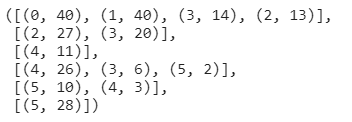 ([[(0, 40), (1, 40), (3, 14), (2, 13)],
[(2, 27), (3, 20)],
[(4, 11)],
[(4, 26), (3, 6), (5, 2)],
[(5, 10), (4, 3)],
[(5, 28)])